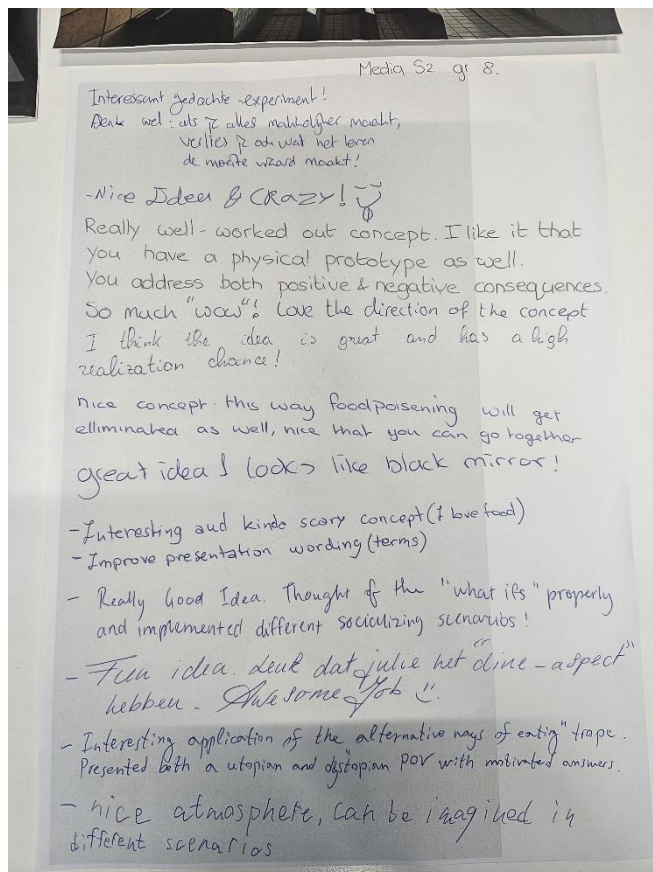 Media S2 gr 8.
Interessant gedachte-experiment!
Denk wel: als je alles makkelijker maakt,
verlies je ook wat het leven
de moeite waard maakt!
-Nice Idea & CRAZY!
Really well-worked out concept. I like it that
you have a physical prototype as well.
You address both positive & negative consequences.
So much "wow"! Love the direction of the concept
I think the idea is great and has a high
realization chance!
nice concept. this way foodpoisening will get
elliminated as well, nice that you can go together
great idea! looks like black mirror!
- Interesting and kinda scary concept (I love food)
- Improve presentation wording (terms)
- Really Good Idea. Thought of the "what ifs" properly
and implemented different socializing scenarios!
- Fun idea. leuk dat julie het "dine-aspect"
hebben. Awesome Job
- Interesting application of the alternative ways of eating" trope.
Presented both a utopian and dystopian POV with motivated answers.
- nice atmosphere, can be imagined in
different scenarios